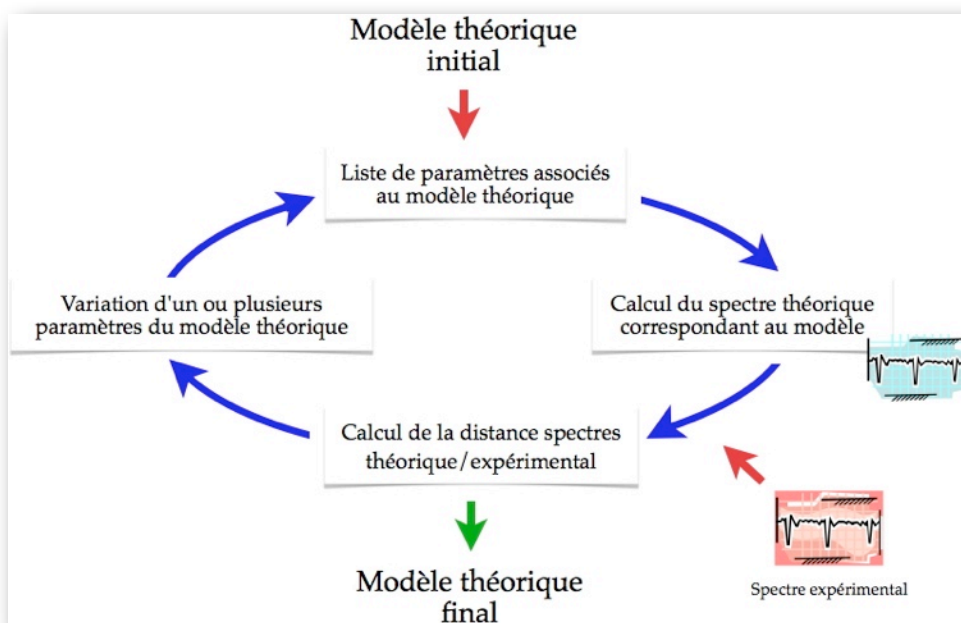 Modèle théorique
initial
Liste de paramètres associés
au modèle théorique
Variation d'un ou plusieurs
paramètres du modèle théorique
Calcul du spectre théorique
correspondant au modèle
Calcul de la distance spectres
théorique/expérimental
Modèle théorique
final
Spectre expérimental